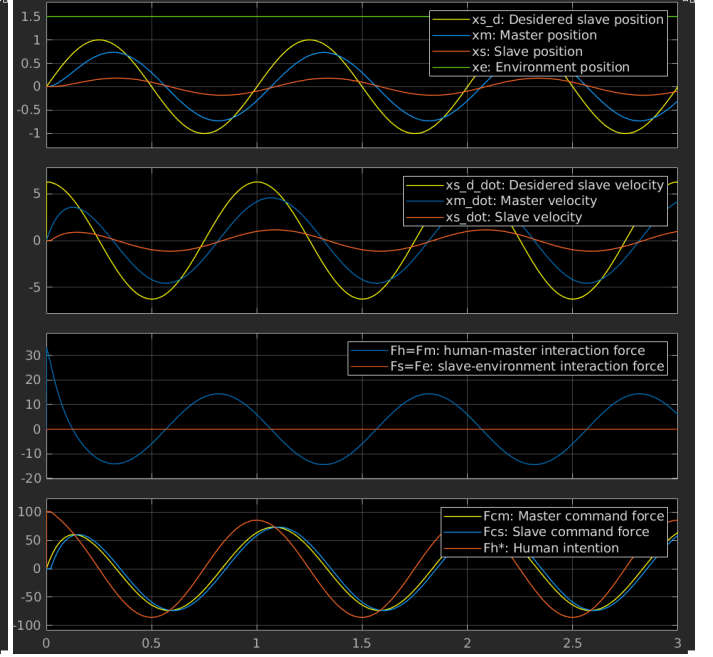 1.5
1
0.5
0
-0.5
-1
xs_d: Desidered slave position
xm: Master position
xs: Slave position
xe: Environment position
5
0
-5
xs_d_dot: Desidered slave velocity
xm_dot: Master velocity
xs_dot: Slave velocity
30
20
10
0
-10
-20
Fh=Fm: human-master interaction force
Fs=Fe: slave-environment interaction force
100
50
0
-50
-100
Fcm: Master command force
Fcs: Slave command force
Fh*: Human intention
0 0.5 1 1.5 2 2.5 3